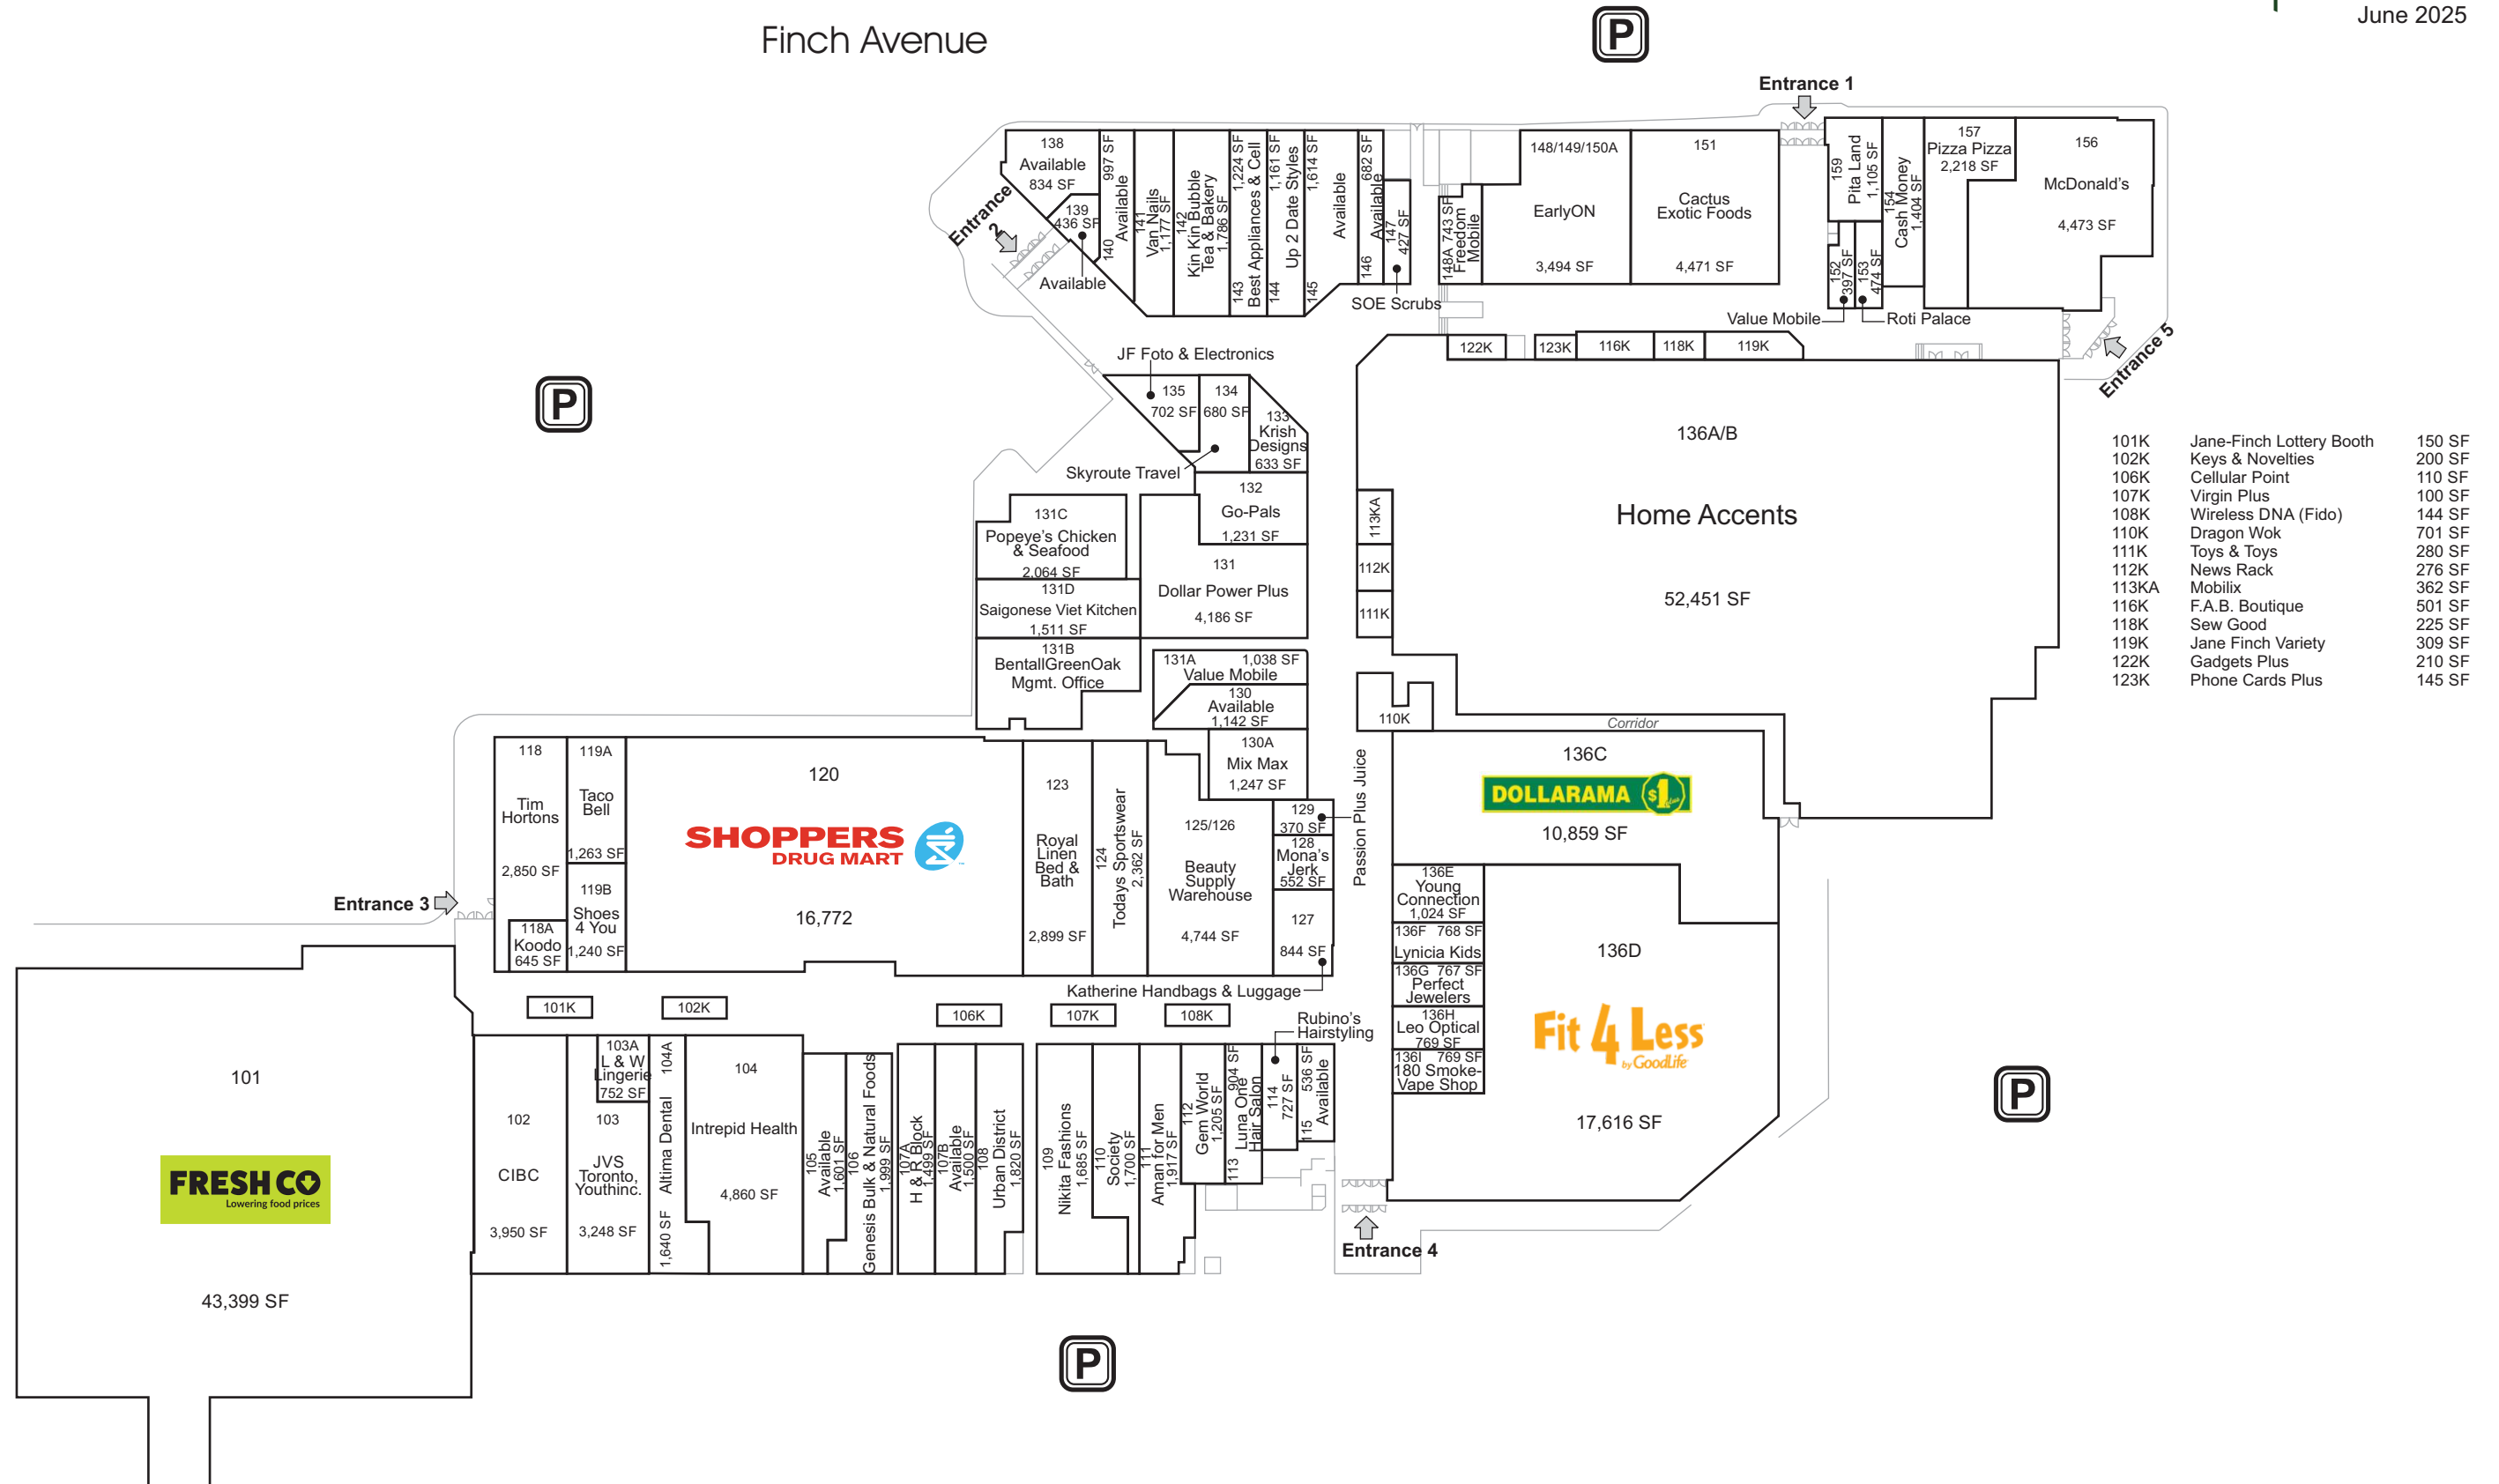 June 2025
Finch Avenue
P
Entrance 1
138
Available
834 SF
139
436 SF
Available
140
Available
997 SF
141
Van Nails
1,177 SF
142
Kin Kin Bubble
Tea & Bakery
1,786 SF
143
Best Appliances & Cell
1,224 SF
144
Up 2 Date Styles
1,161 SF
145
Available
1,614 SF
146
Available
682 SF
147
427 SF
SOE Scrubs
148A 743 SF
Freedom
Mobile
148/149/150A
EarlyON
3,494 SF
151
Cactus
Exotic Foods
4,471 SF
159
Pita Land
1,105 SF
154
Cash Money
1,404 SF
157
Pizza Pizza
2,218 SF
156
McDonald's
4,473 SF
152
397 SF
153
474 SF
Value Mobile
Roti Palace
Entrance
2
Entrance 5
122K
123K
116K
118K
119K
JF Foto & Electronics
135
702 SF
134
680 SF
133
Krish
Designs
633 SF
Skyroute Travel
P
132
Go-Pals
1,231 SF
131C
Popeye's Chicken
& Seafood
2,064 SF
131
Dollar Power Plus
4,186 SF
131D
Saigonese Viet Kitchen
1,511 SF
131B
BentallGreenOak
Mgmt. Office
131A 1,038 SF
Value Mobile
130
Available
1,142 SF
130A
Mix Max
1,247 SF
136A/B
Home Accents
52,451 SF
113KA
112K
111K
110K
Corridor
101K Jane-Finch Lottery Booth 150 SF
102K Keys & Novelties 200 SF
106K Cellular Point 110 SF
107K Virgin Plus 100 SF
108K Wireless DNA (Fido) 144 SF
110K Dragon Wok 701 SF
111K Toys & Toys 280 SF
112K News Rack 276 SF
113KA Mobilix 362 SF
116K F.A.B. Boutique 501 SF
118K Sew Good 225 SF
119K Jane Finch Variety 309 SF
122K Gadgets Plus 210 SF
123K Phone Cards Plus 145 SF
118
Tim
Hortons
2,850 SF
118A
Koodo
645 SF
119A
Taco
Bell
1,263 SF
119B
Shoes
4 You
1,240 SF
120
SHOPPERS
DRUG MART
16,772
123
Royal
Linen
Bed &
Bath
2,899 SF
124
Todays Sportswear
2,362 SF
125/126
Beauty
Supply
Warehouse
4,744 SF
129
370 SF
128
Mona's
Jerk
552 SF
127
844 SF
Passion Plus Juice
Katherine Handbags & Luggage
136C
DOLLARAMA $1 plus
10,859 SF
136E
Young
Connection
1,024 SF
136F 768 SF
Lynicia Kids
136G 767 SF
Perfect
Jewelers
136H
Leo Optical
769 SF
136I 769 SF
180 Smoke-
Vape Shop
136D
Fit 4 Less
by GoodLife
17,616 SF
P
Entrance 3
101
FRESHCO
Lowering food prices
43,399 SF
101K
102K
106K
107K
108K
102
CIBC
3,950 SF
103A
L & W
Lingerie
752 SF
103
JVS
Toronto,
Youthinc.
3,248 SF
104A
Altima Dental
1,640 SF
104
Intrepid Health
4,860 SF
105
Available
1,601 SF
106
Genesis Bulk & Natural Foods
1,999 SF
107A
H & R Block
1,499 SF
107B
Available
1,500 SF
108
Urban District
1,820 SF
109
Nikita Fashions
1,685 SF
110
Society
1,700 SF
111
Aman for Men
1,917 SF
112
Gem World
1,205 SF
113
Luna One
Hair Salon
904 SF
Rubino's
Hairstyling
114
727 SF
115
Available
536 SF
Entrance 4
P